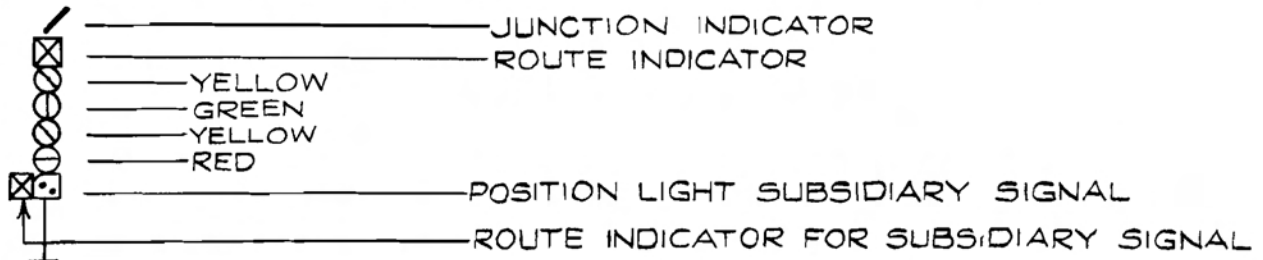 JUNCTION INDICATOR
ROUTE INDICATOR
YELLOW
GREEN
YELLOW
RED
POSITION LIGHT SUBSIDIARY SIGNAL
ROUTE INDICATOR FOR SUBSIDIARY SIGNAL